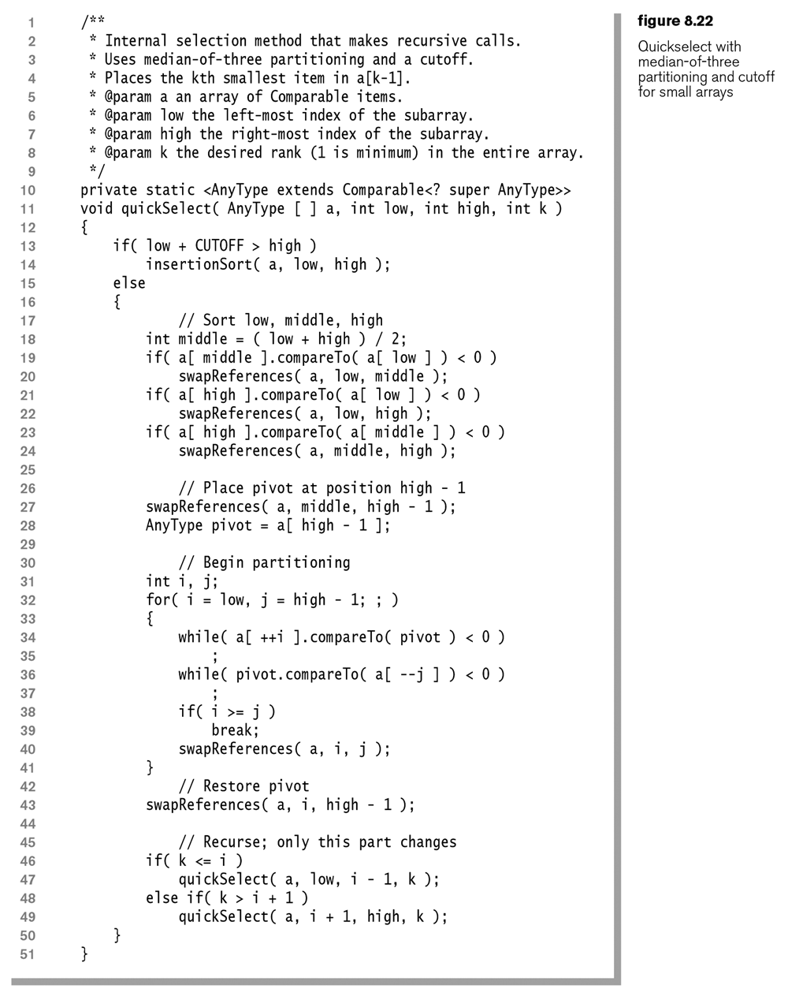 1 /**
2 * Internal selection method that makes recursive calls.
3 * Uses median-of-three partitioning and a cutoff.
4 * Places the kth smallest item in a[k-1].
5 * @param a an array of Comparable items.
6 * @param low the left-most index of the subarray.
7 * @param high the right-most index of the subarray.
8 * @param k the desired rank (1 is minimum) in the entire array.
9 */
10 private static <AnyType extends Comparable<? super AnyType>>
11 void quickSelect( AnyType [ ] a, int low, int high, int k )
12 {
13 if( low + CUTOFF > high )
14 insertionSort( a, low, high );
15 else
16 {
17 // Sort low, middle, high
18 int middle = ( low + high ) / 2;
19 if( a[ middle ].compareTo( a[ low ] ) < 0 )
20 swapReferences( a, low, middle );
21 if( a[ high ].compareTo( a[ low ] ) < 0 )
22 swapReferences( a, low, high );
23 if( a[ high ].compareTo( a[ middle ] ) < 0 )
24 swapReferences( a, middle, high );
25
26 // Place pivot at position high - 1
27 swapReferences( a, middle, high - 1 );
28 AnyType pivot = a[ high - 1 ];
29
30 // Begin partitioning
31 int i, j;
32 for( i = low, j = high - 1; ; )
33 {
34 while( a[ ++i ].compareTo( pivot ) < 0 )
35 ;
36 while( pivot.compareTo( a[ --j ] ) < 0 )
37 ;
38 if( i >= j )
39 break;
40 swapReferences( a, i, j );
41 }
42 // Restore pivot
43 swapReferences( a, i, high - 1 );
44
45 // Recurse; only this part changes
46 if( k <= i )
47 quickSelect( a, low, i - 1, k );
48 else if( k > i + 1 )
49 quickSelect( a, i + 1, high, k );
50 }
51 }
figure 8.22
Quickselect with
median-of-three
partitioning and cutoff
for small arrays